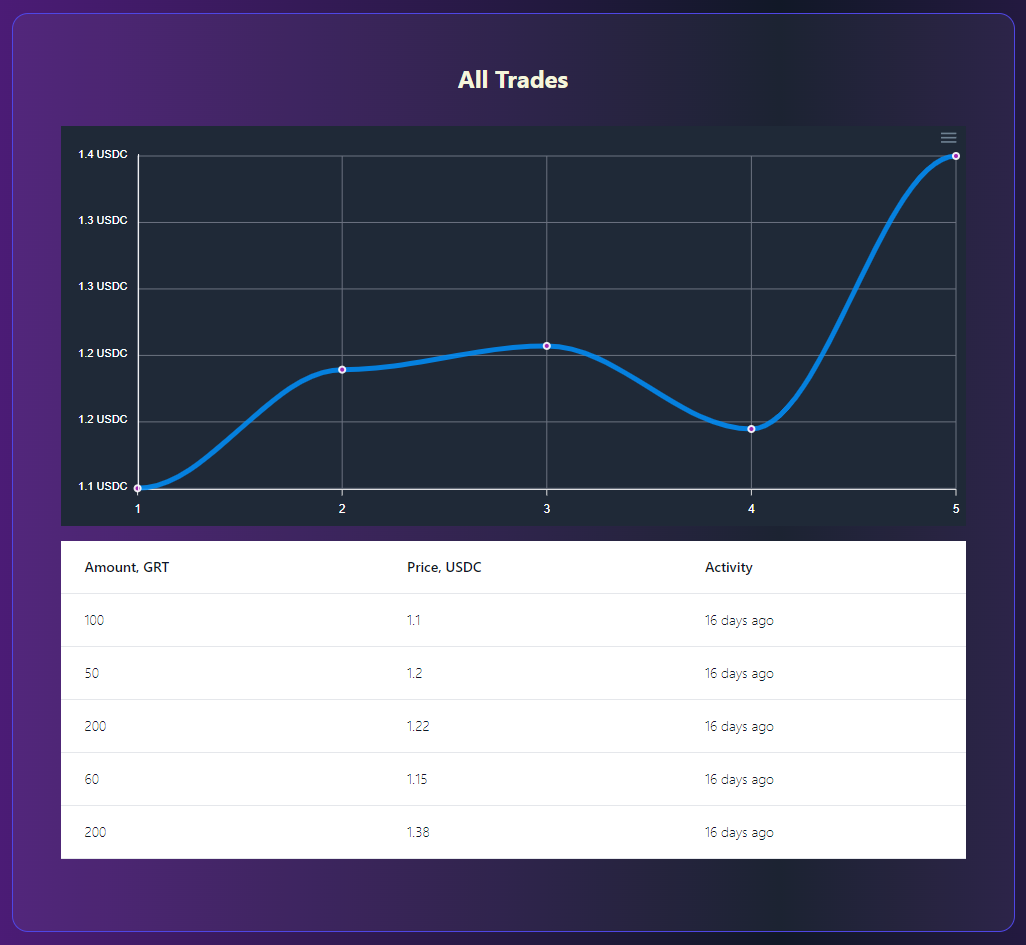 All Trades
1.4 USDC
1.3 USDC
1.3 USDC
1.2 USDC
1.2 USDC
1.1 USDC
1 2 3 4 5
Amount, GRT Price, USDC Activity
100 1.1 16 days ago
50 1.2 16 days ago
200 1.22 16 days ago
60 1.15 16 days ago
200 1.38 16 days ago